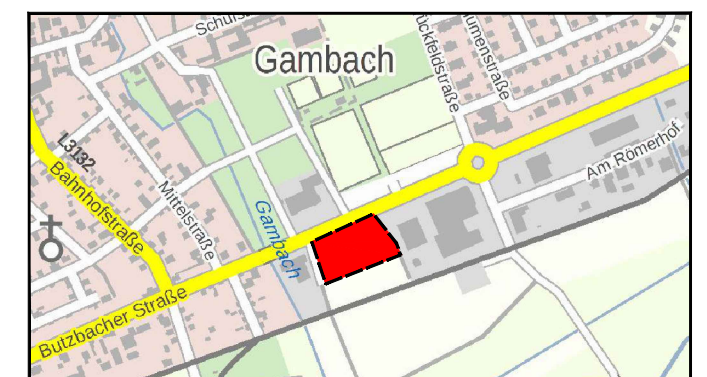 Gambach
L3132
Bahnhofstraße
Mittelstraße
Gambach
Am Römerhof
Butzbacher Straße